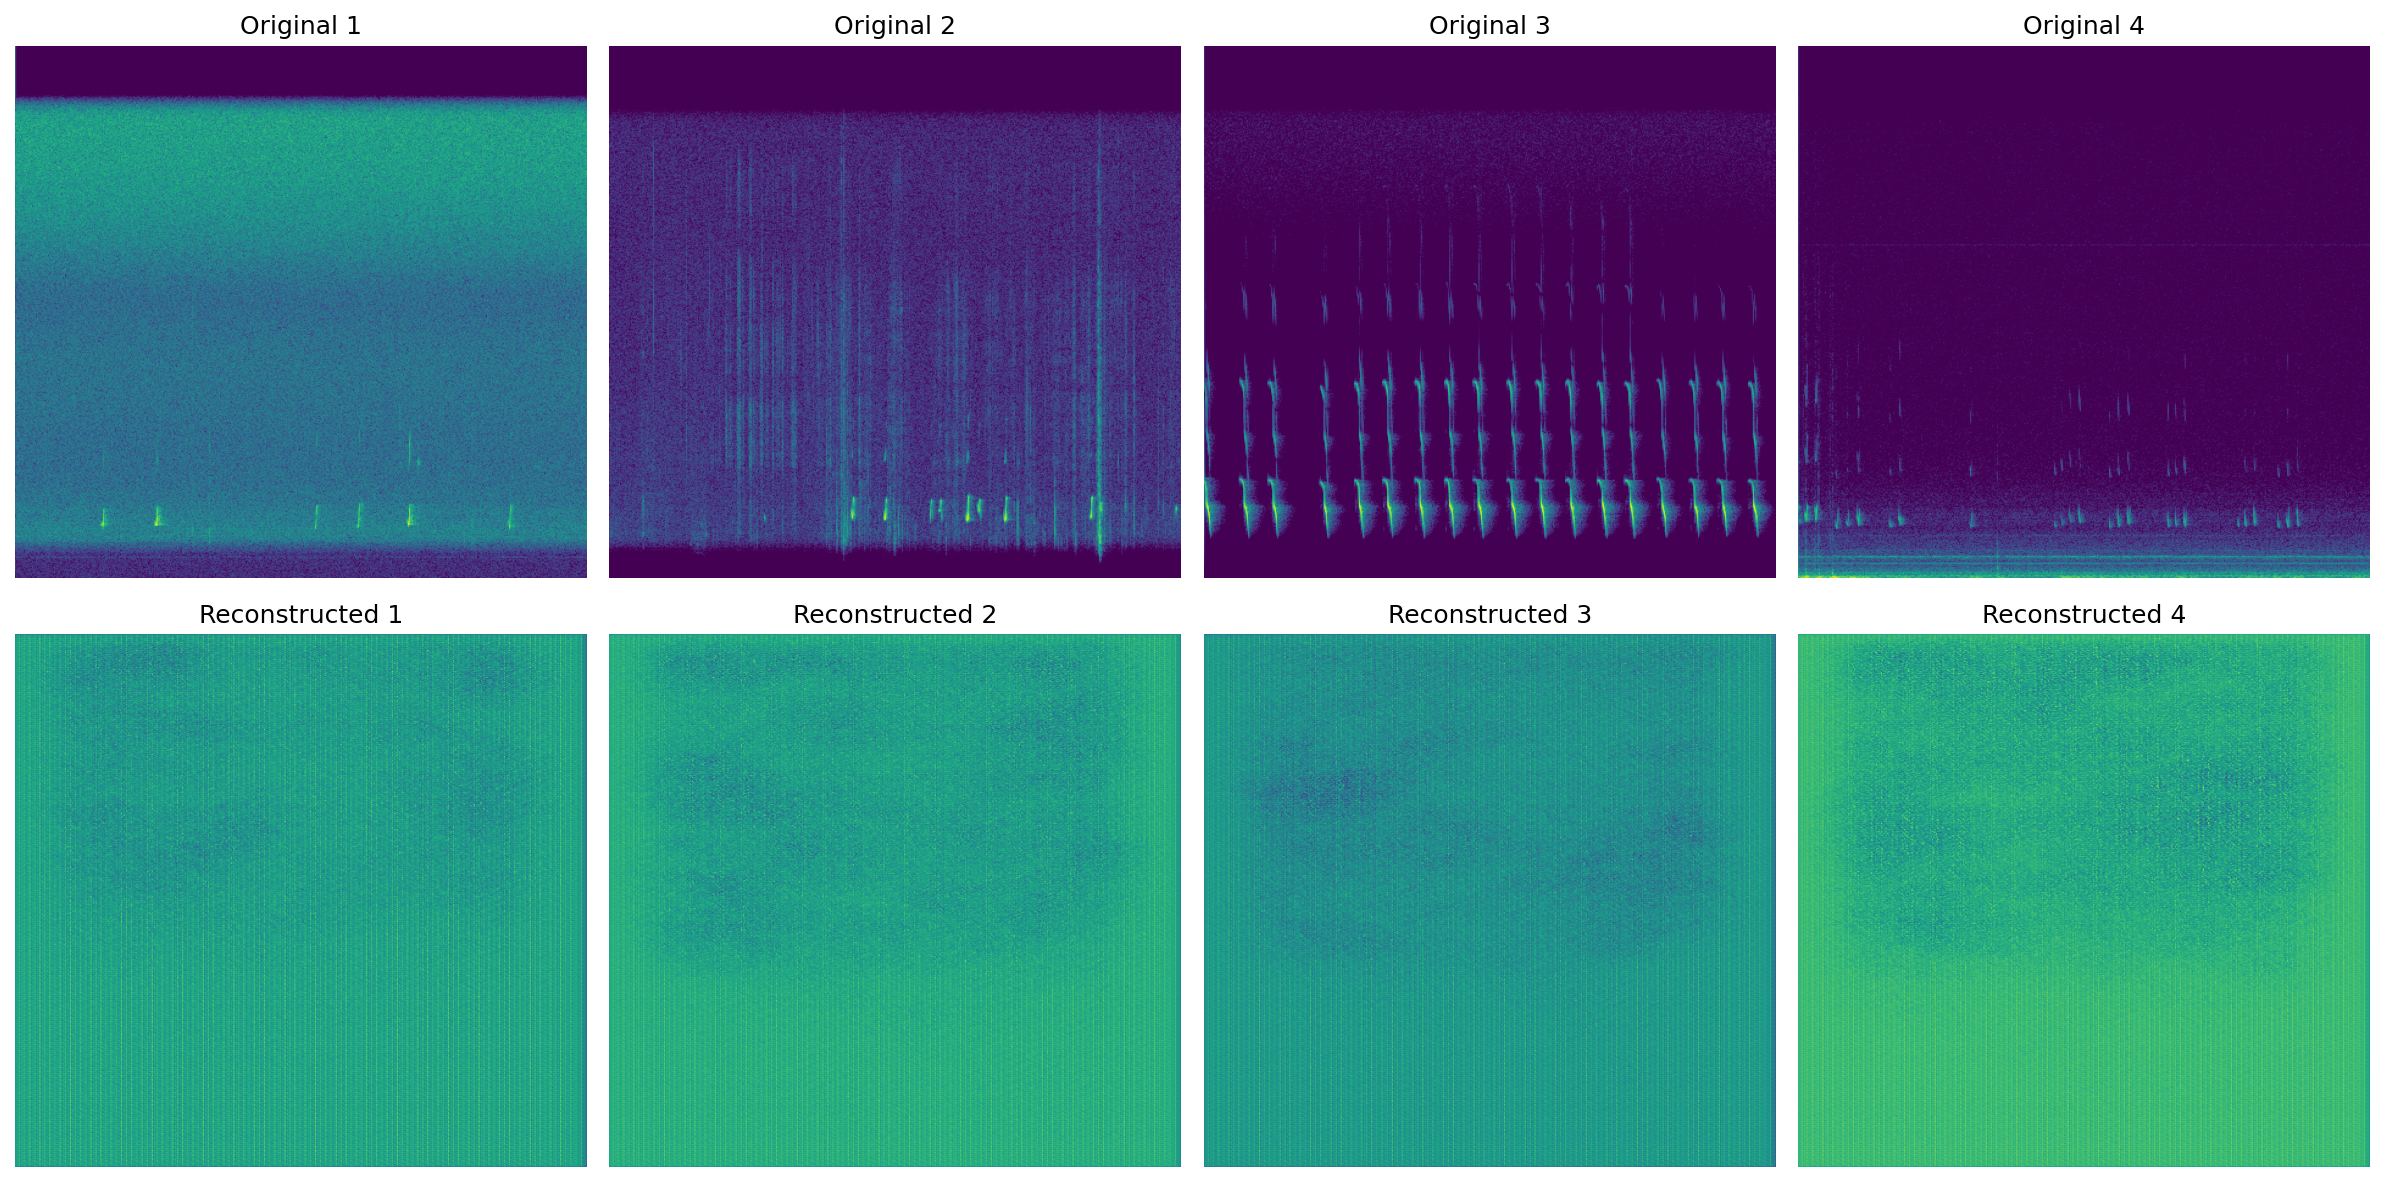 Original 1
Original 2
Original 3
Original 4
Reconstructed 1
Reconstructed 2
Reconstructed 3
Reconstructed 4